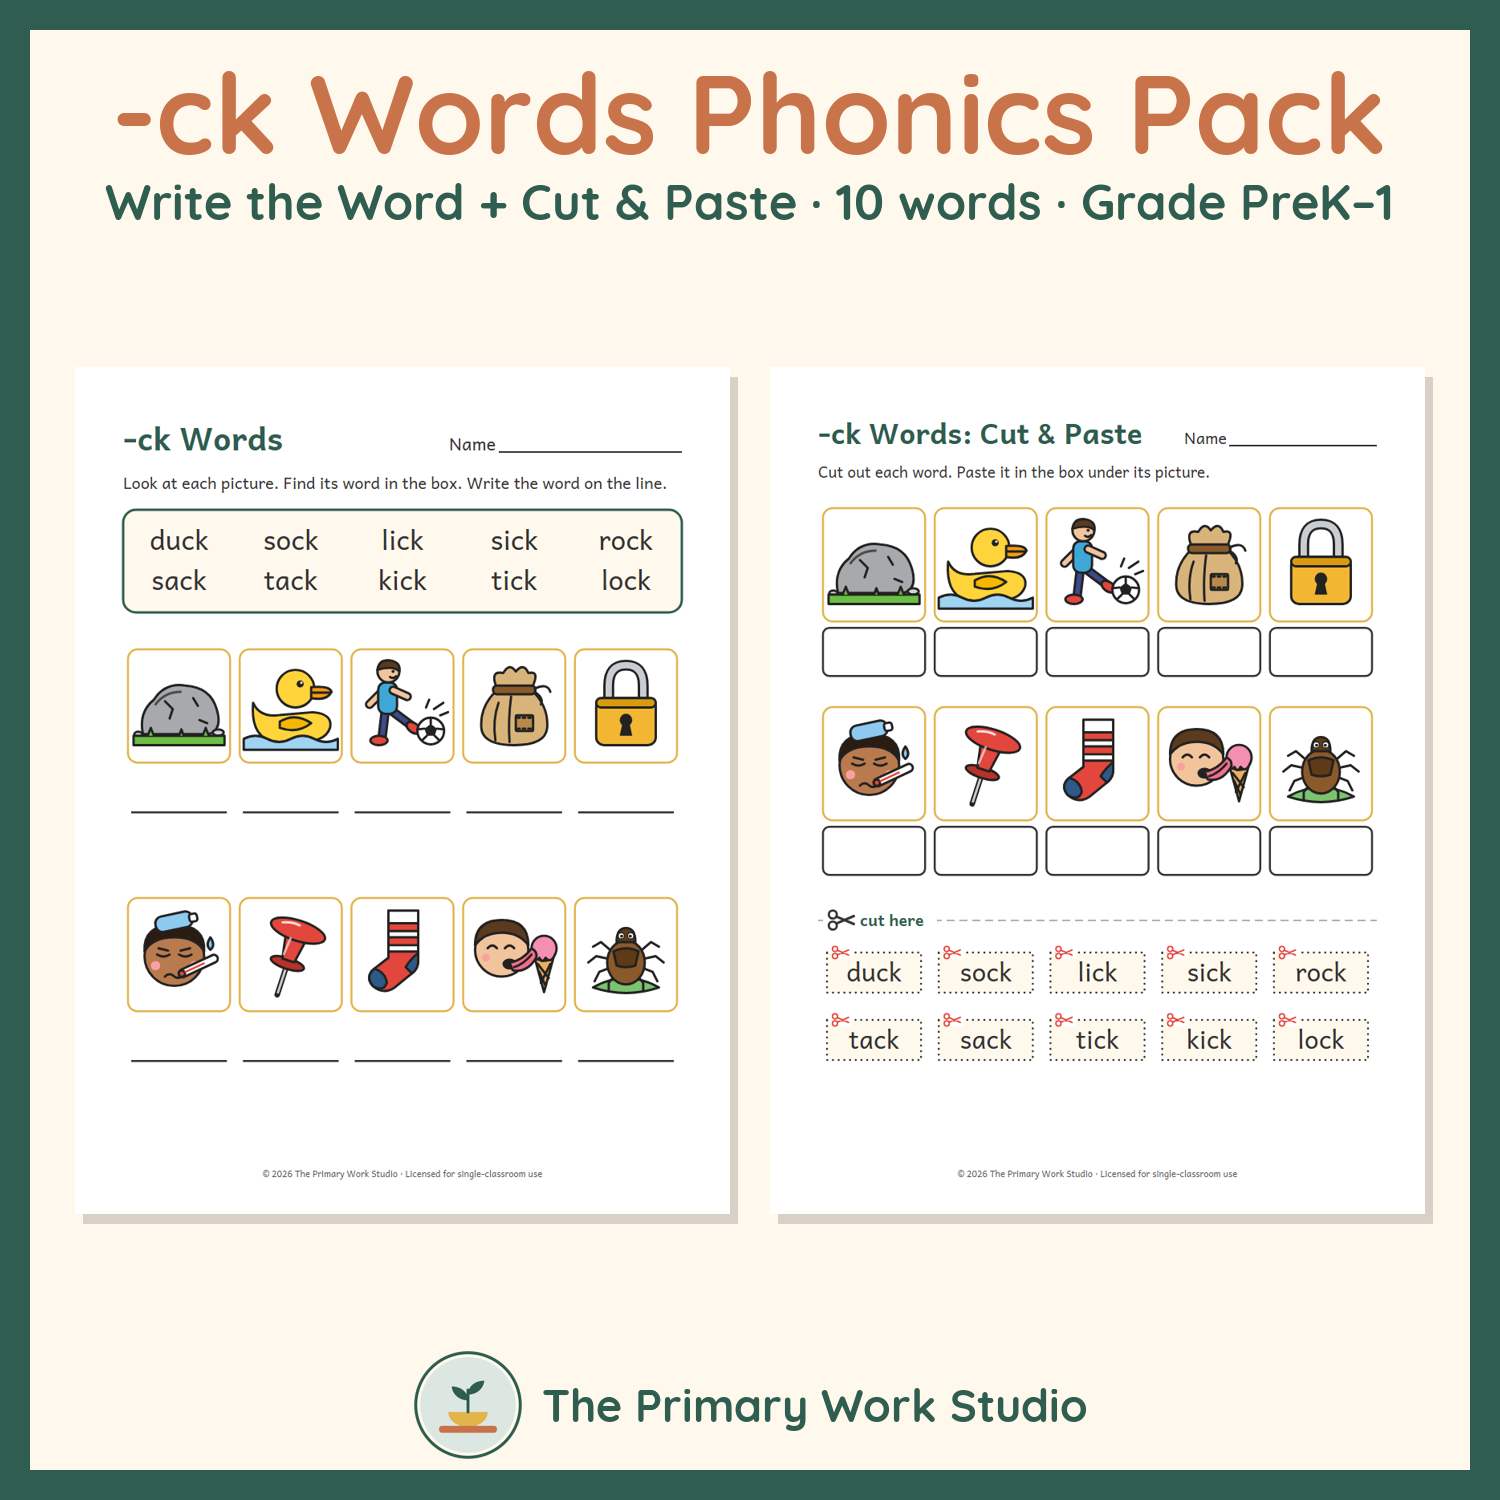 -ck Words Phonics Pack
Write the Word + Cut & Paste · 10 words · Grade PreK–1
-ck Words
Name
Look at each picture. Find its word in the box. Write the word on the line.
duck sock lick sick rock
sack tack kick tick lock
© 2026 The Primary Work Studio · Licensed for single-classroom use
-ck Words: Cut & Paste
Name
Cut out each word. Paste it in the box under its picture.
cut here
duck sock lick sick rock
tack sack tick kick lock
© 2026 The Primary Work Studio · Licensed for single-classroom use
The Primary Work Studio